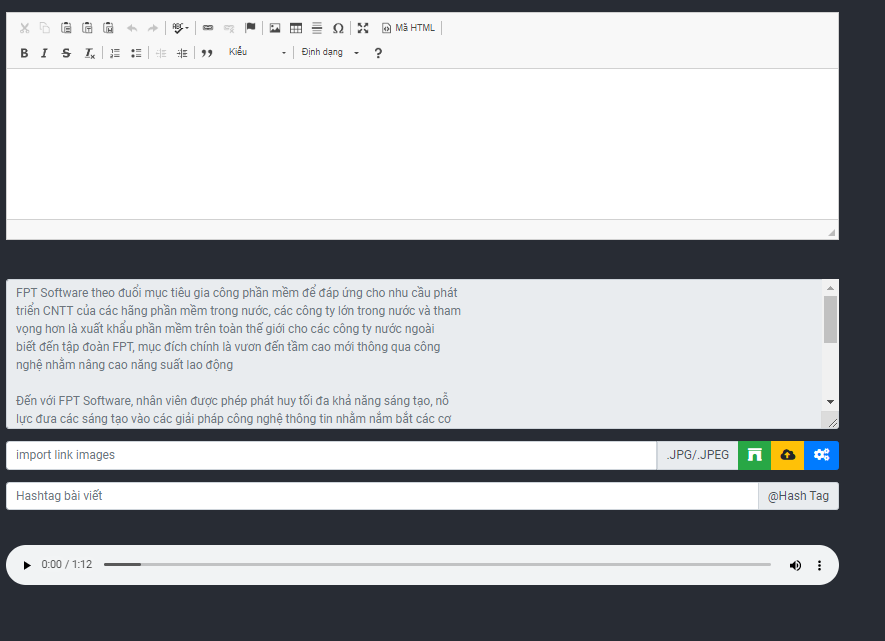 ABC
Ω
Mã HTML
B I S Tx
Kiểu
Định dạng
?
FPT Software theo đuổi mục tiêu gia công phần mềm để đáp ứng cho nhu cầu phát
triển CNTT của các hãng phần mềm trong nước, các công ty lớn trong nước và tham
vọng hơn là xuất khẩu phần mềm trên toàn thế giới cho các công ty nước ngoài
biết đến tập đoàn FPT, mục đích chính là vươn đến tầm cao mới thông qua công
nghệ nhằm nâng cao năng suất lao động
Đến với FPT Software, nhân viên được phép phát huy tối đa khả năng sáng tạo, nỗ
lực đưa các sáng tạo vào các giải pháp công nghệ thông tin nhằm nắm bắt các cơ
import link images
.JPG/.JPEG
Hashtag bài viết
@Hash Tag
0:00 / 1:12